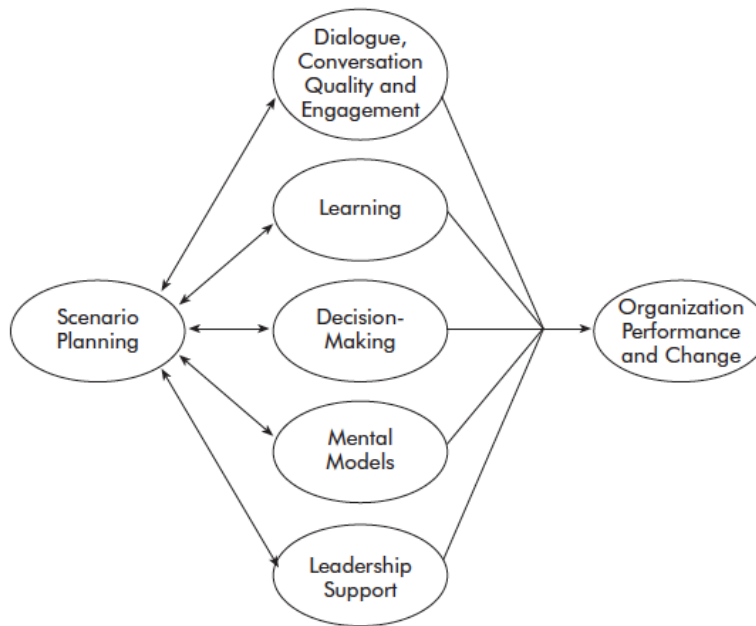 Dialogue,
Conversation
Quality and
Engagement
Learning
Scenario
Planning
Decision-
Making
Organization
Performance
and Change
Mental
Models
Leadership
Support